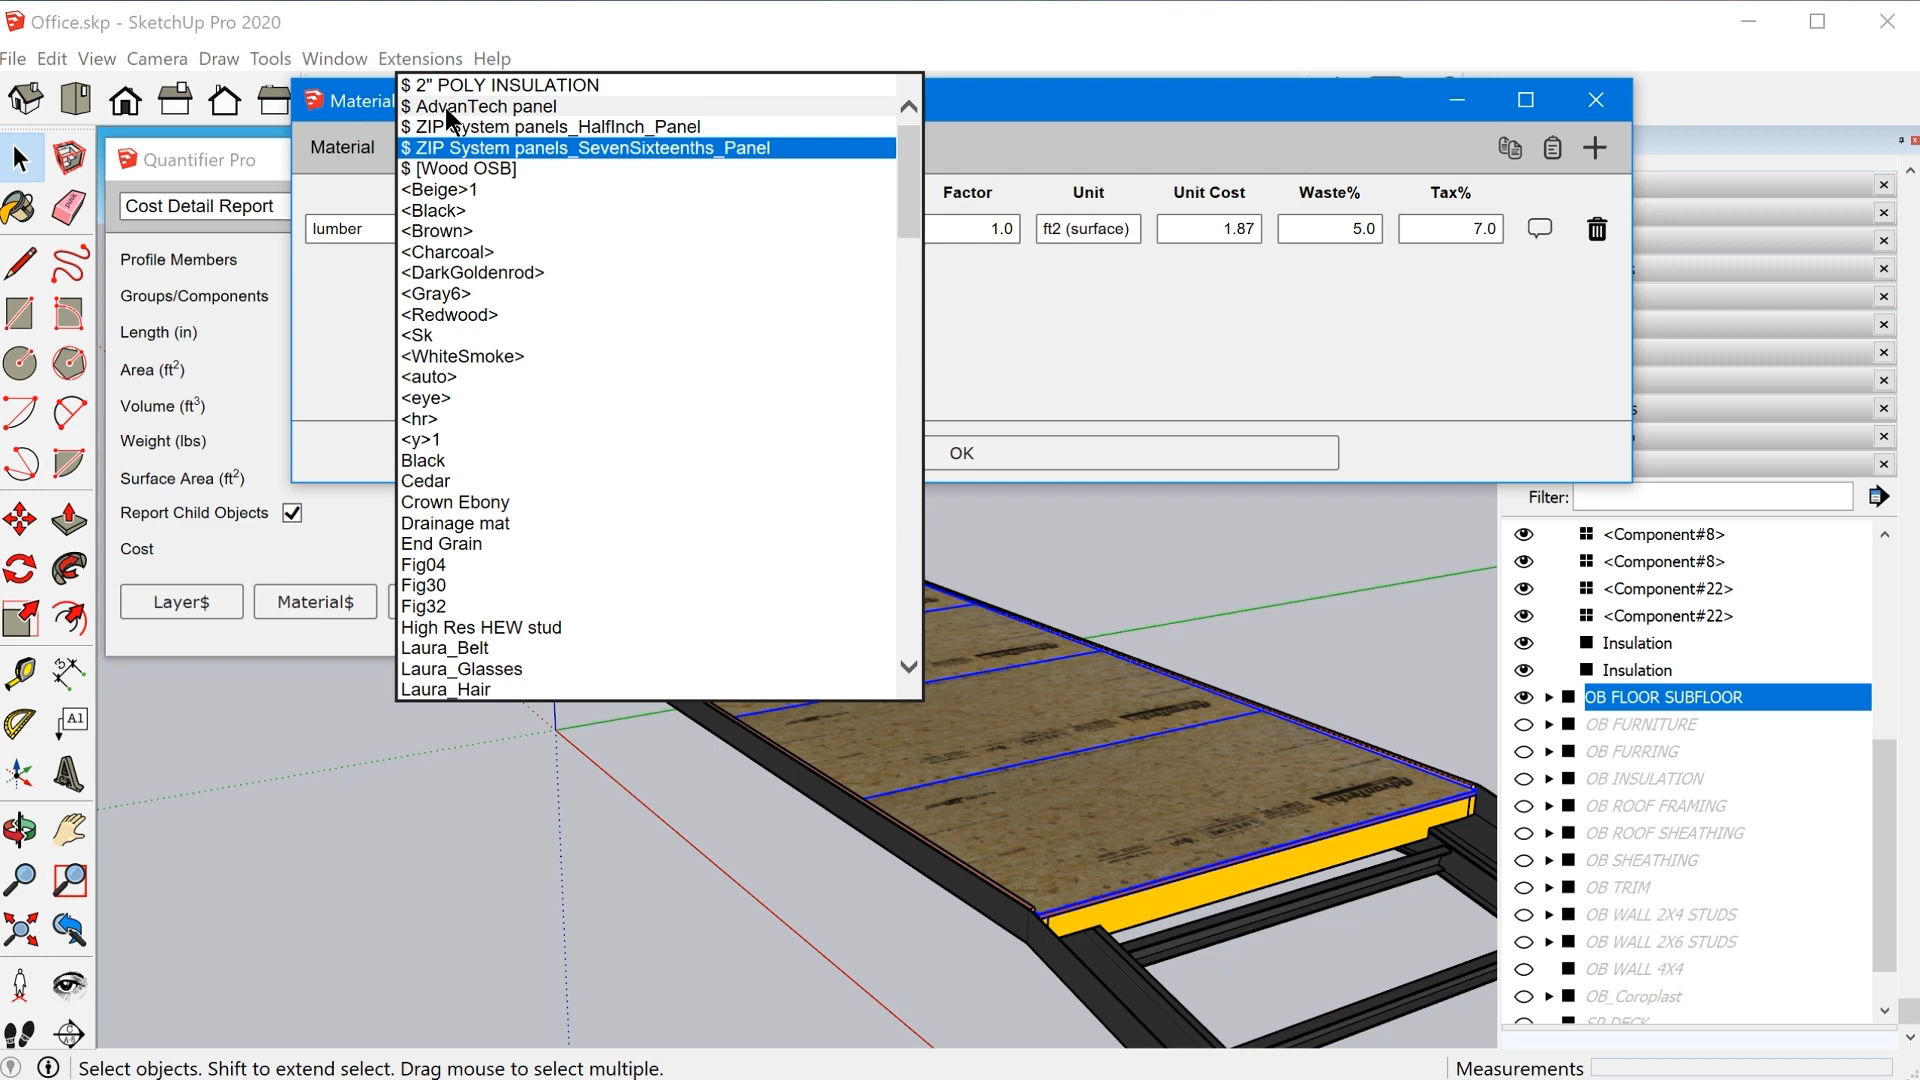 Office.skp - SketchUp Pro 2020
File Edit View Camera Draw Tools Window Extensions Help
Material
Quantifier Pro
Cost Detail Report
Profile Members
Groups/Components
Length (in)
Area (ft²)
Volume (ft³)
Weight (lbs)
Surface Area (ft²)
Report Child Objects
Cost
Layer$ Material$
Material
lumber
$ 2" POLY INSULATION
$ AdvanTech panel
$ ZIP System panels_HalfInch_Panel
$ ZIP System panels_SevenSixteenths_Panel
$ [Wood OSB]
<Beige>1
<Black>
<Brown>
<Charcoal>
<DarkGoldenrod>
<Gray6>
<Redwood>
<Sk
<WhiteSmoke>
<auto>
<eye>
<hr>
<y>1
Black
Cedar
Crown Ebony
Drainage mat
End Grain
Fig04
Fig30
Fig32
High Res HEW stud
Laura_Belt
Laura_Glasses
Laura_Hair
Factor Unit Unit Cost Waste% Tax%
1.0 ft2 (surface) 1.87 5.0 7.0
OK
Filter:
<Component#8>
<Component#8>
<Component#22>
<Component#22>
Insulation
Insulation
OB FLOOR SUBFLOOR
OB FURNITURE
OB FURRING
OB INSULATION
OB ROOF FRAMING
OB ROOF SHEATHING
OB SHEATHING
OB TRIM
OB WALL 2X4 STUDS
OB WALL 2X6 STUDS
OB WALL 4X4
OB_Coroplast
SP DECK
A1
AdvanTech
Select objects. Shift to extend select. Drag mouse to select multiple.
Measurements